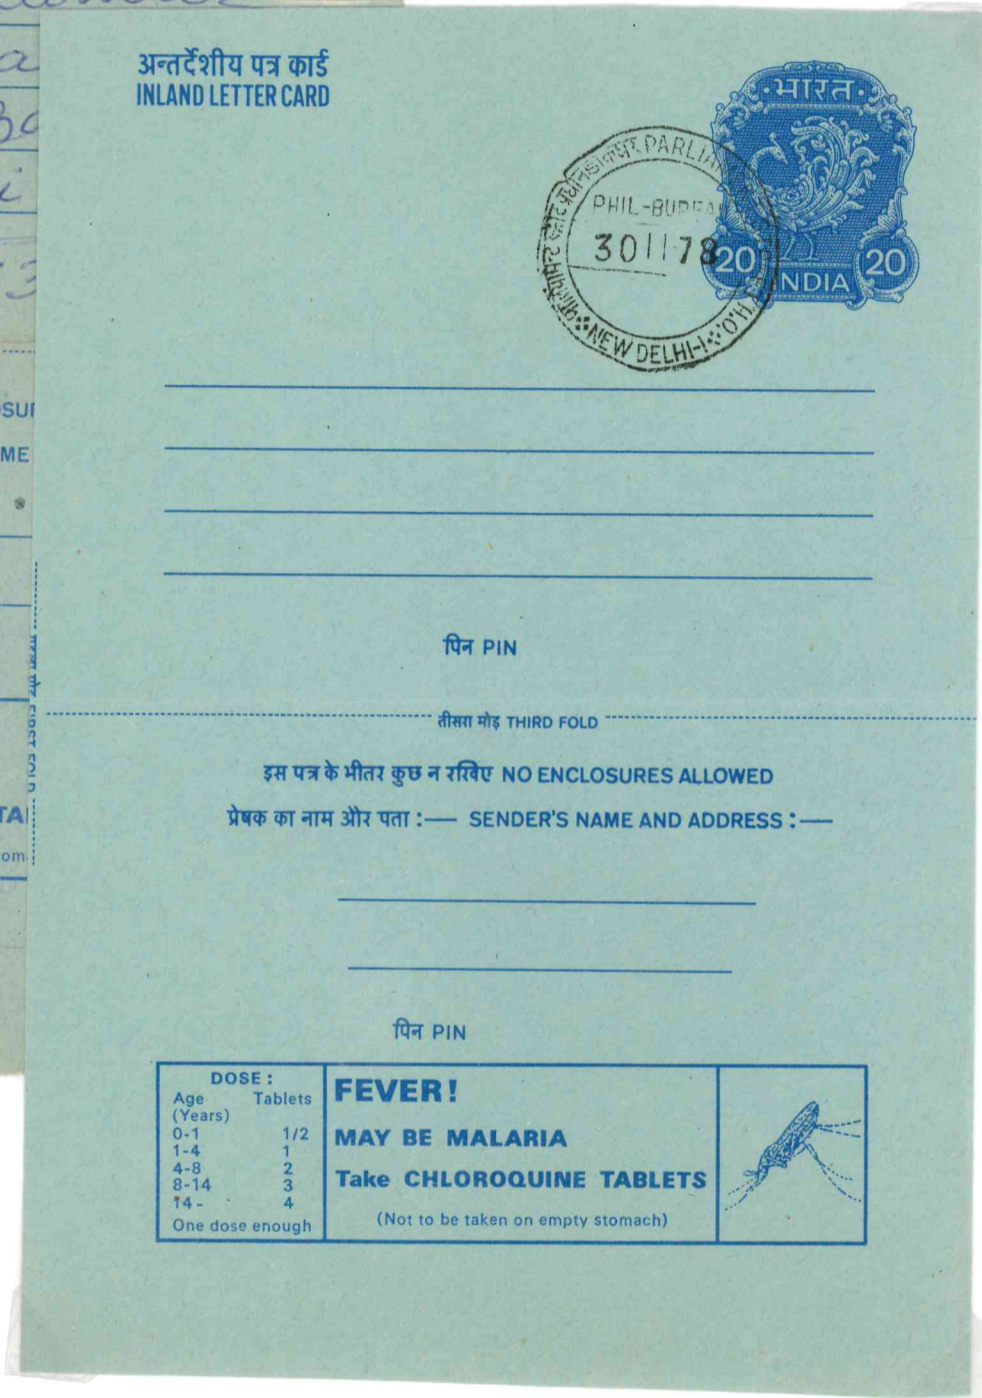 अन्तर्देशीय पत्र कार्ड
INLAND LETTER CARD
भारत
20 20
INDIA
PHIL-BUREA
30 11 78
NEW DELHI-1
H.O.
पिन PIN
तीसरा मोड़ THIRD FOLD
इस पत्र के भीतर कुछ न रखिए NO ENCLOSURES ALLOWED
प्रेषक का नाम और पता :— SENDER'S NAME AND ADDRESS :—
पिन PIN
DOSE :
Age Tablets
(Years)
0-1 1/2
1-4 1
4-8 2
8-14 3
14- 4
One dose enough
FEVER!
MAY BE MALARIA
Take CHLOROQUINE TABLETS
(Not to be taken on empty stomach)
FIRST FOLD